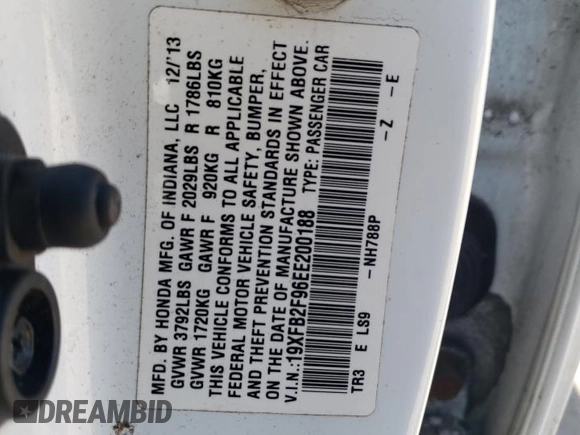 MFD. BY HONDA MFG. OF INDIANA, LLC 12/'13
GVWR 3792LBS GAWR F 2029LBS R 1786LBS
GVWR 1720KG GAWR F 920KG R 810KG
THIS VEHICLE CONFORMS TO ALL APPLICABLE
FEDERAL MOTOR VEHICLE SAFETY, BUMPER,
AND THEFT PREVENTION STANDARDS IN EFFECT
ON THE DATE OF MANUFACTURE SHOWN ABOVE.
V.I.N.:19XFB2F96EE200188 TYPE: PASSENGER CAR
TR3 E LS9 -NH788P -Z -E
DREAMBID